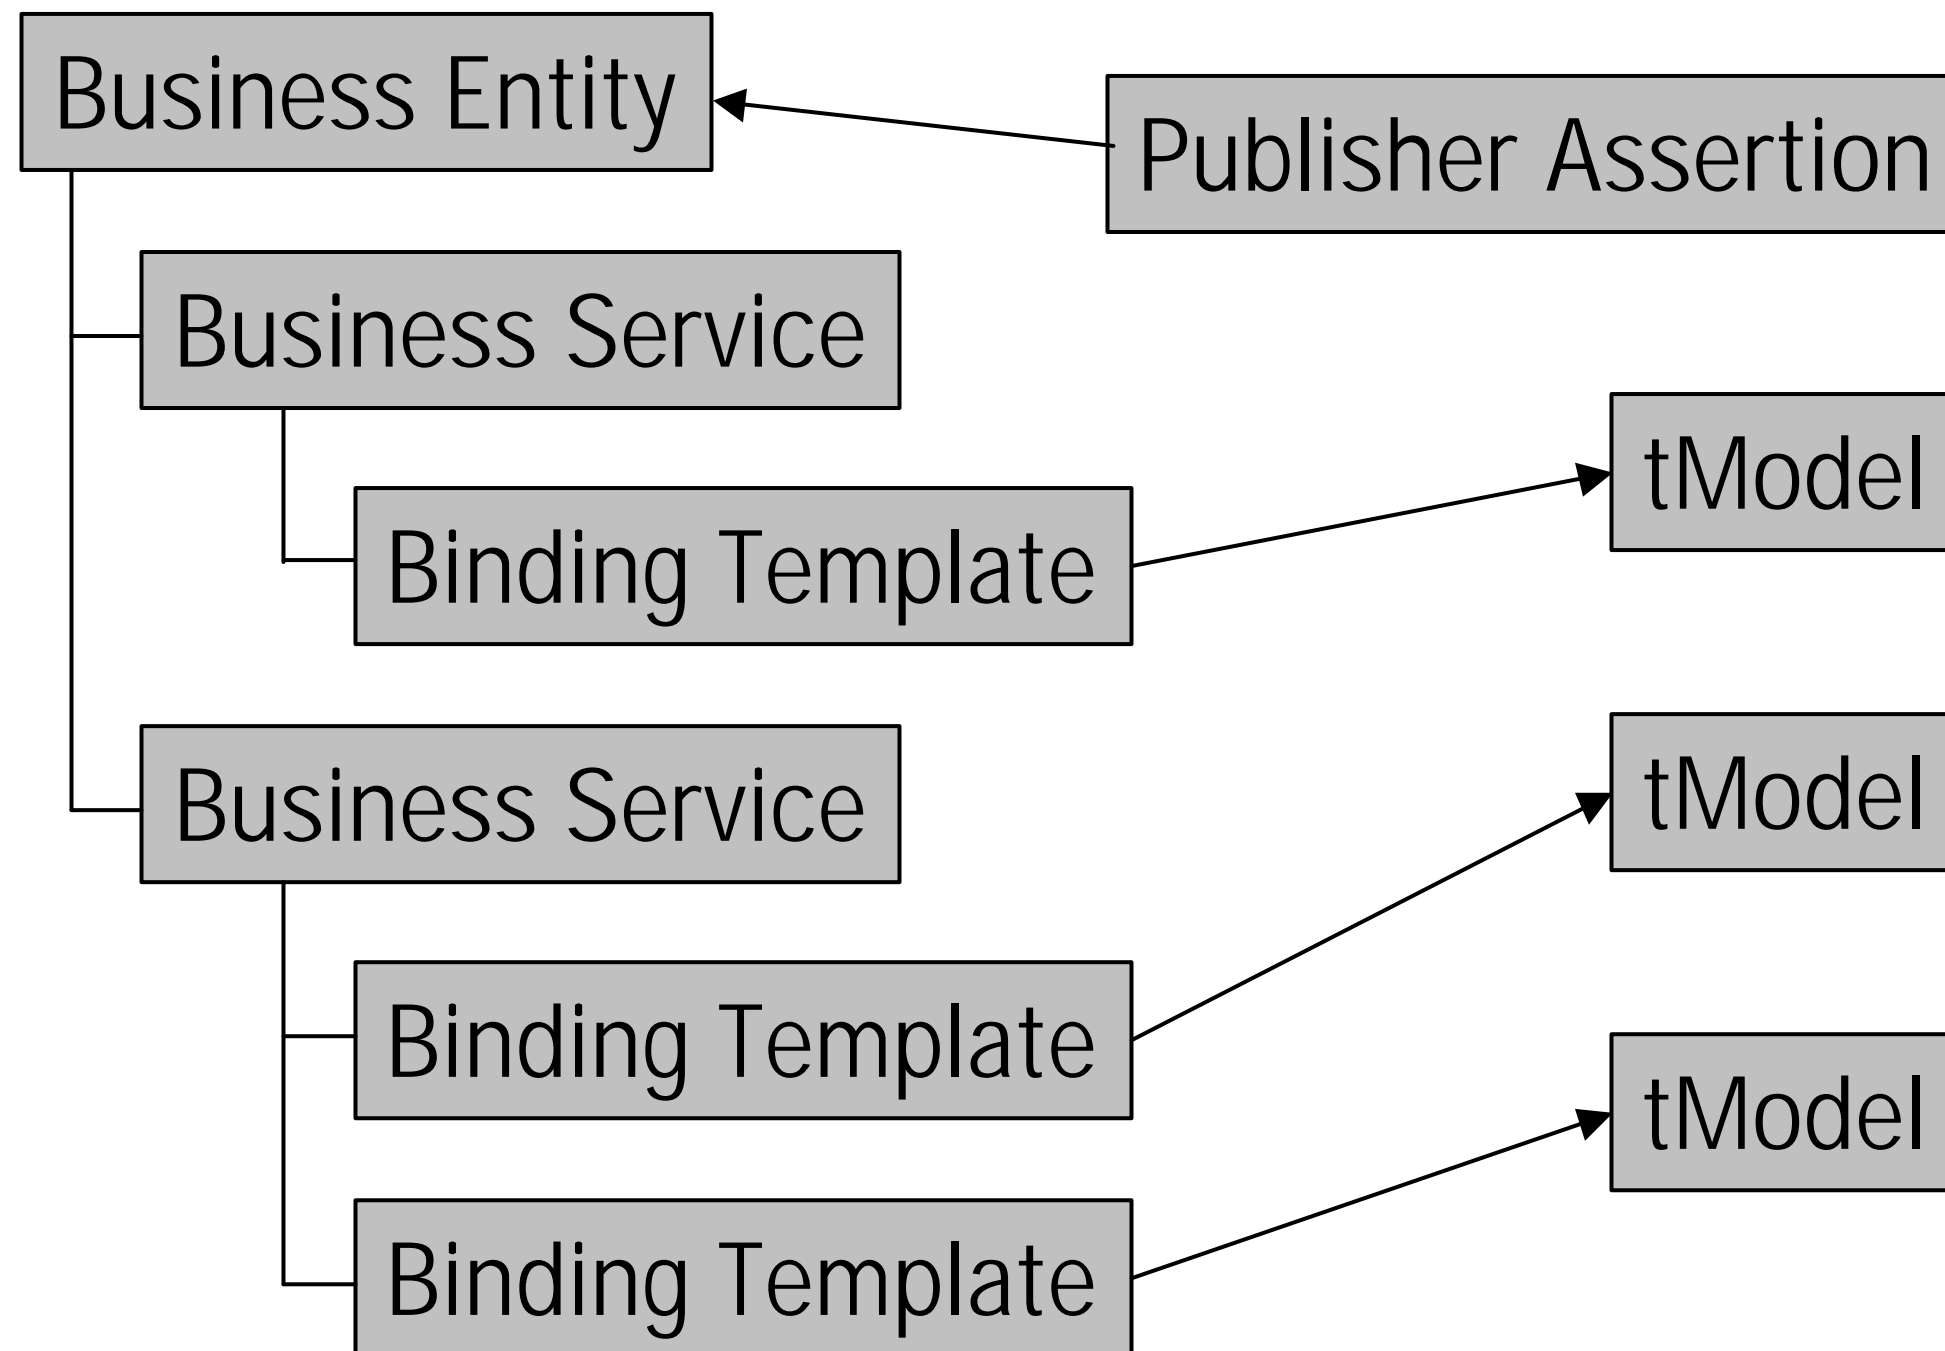 Business Entity
Publisher Assertion
Business Service
tModel
Binding Template
Business Service
tModel
Binding Template
tModel
Binding Template